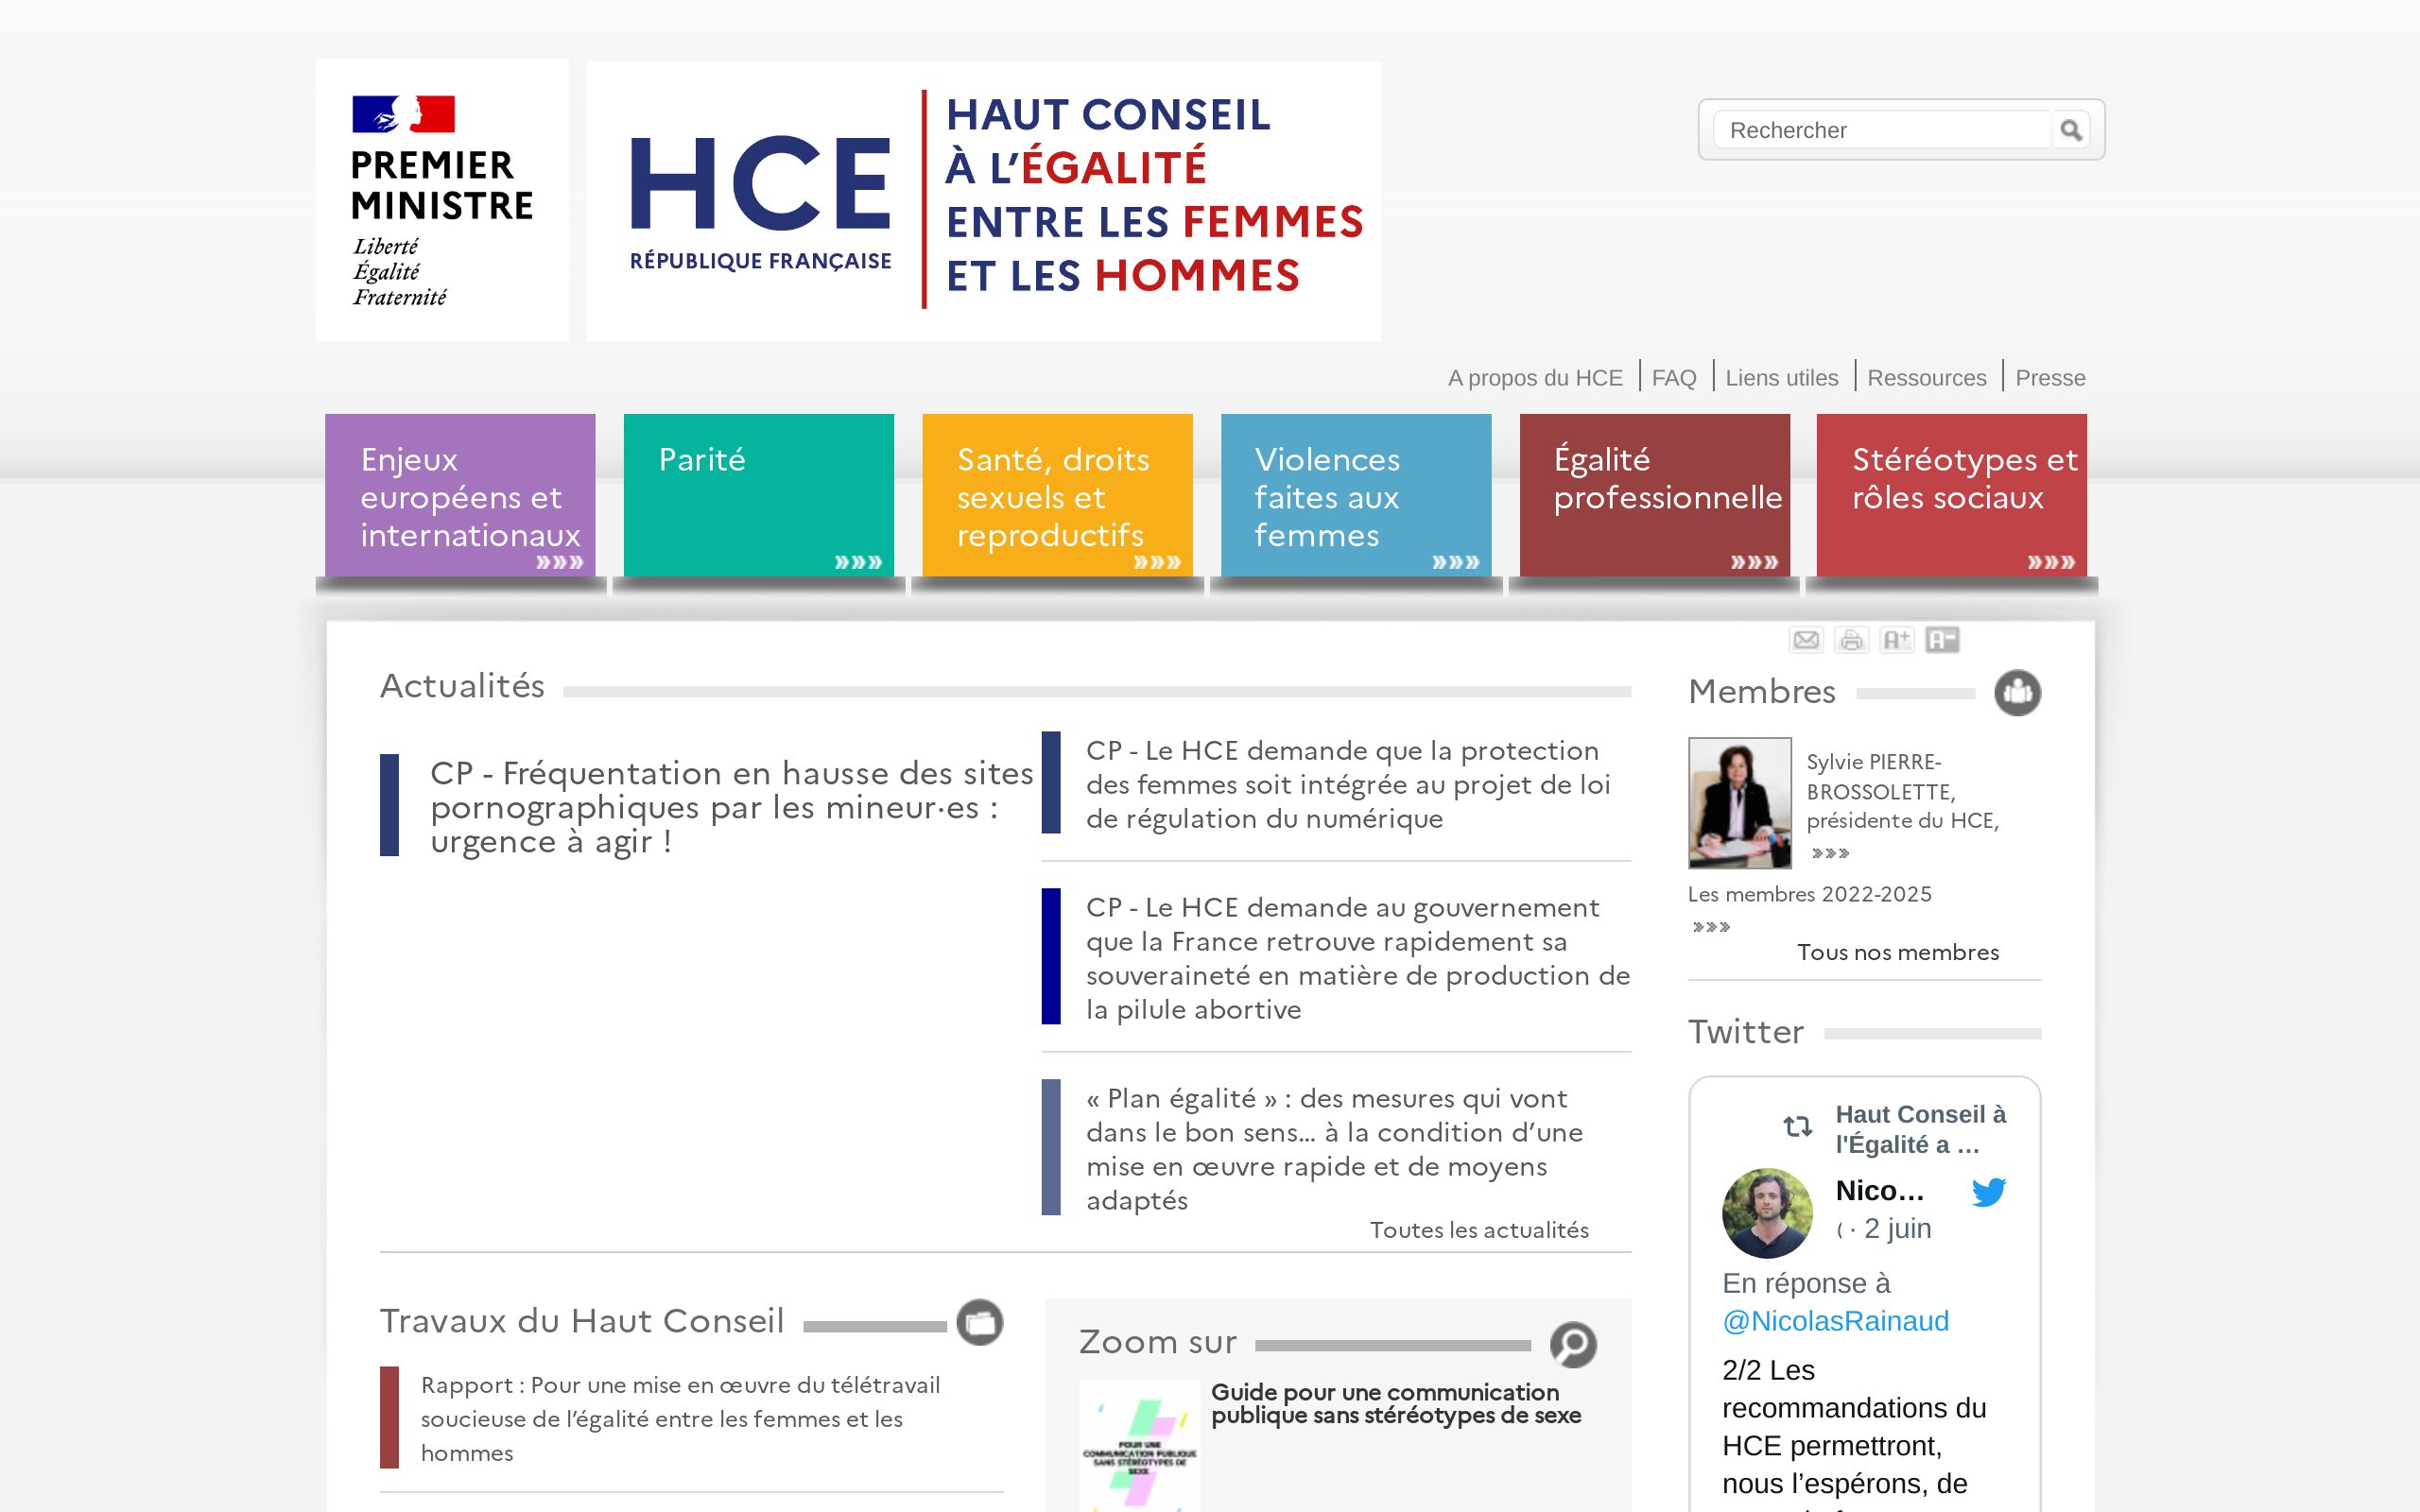 PREMIER
MINISTRE
Liberté
Égalité
Fraternité
HCE
RÉPUBLIQUE FRANÇAISE
HAUT CONSEIL
À L’ÉGALITÉ
ENTRE LES FEMMES
ET LES HOMMES
Rechercher
A propos du HCE
FAQ
Liens utiles
Ressources
Presse
Enjeux
européens et
internationaux
»»»
Parité
»»»
Santé, droits
sexuels et
reproductifs
»»»
Violences
faites aux
femmes
»»»
Égalité
professionnelle
»»»
Stéréotypes et
rôles sociaux
»»»
A+
A-
Actualités
CP - Fréquentation en hausse des sites
pornographiques par les mineur·es :
urgence à agir !
CP - Le HCE demande que la protection
des femmes soit intégrée au projet de loi
de régulation du numérique
CP - Le HCE demande au gouvernement
que la France retrouve rapidement sa
souveraineté en matière de production de
la pilule abortive
« Plan égalité » : des mesures qui vont
dans le bon sens... à la condition d’une
mise en œuvre rapide et de moyens
adaptés
Toutes les actualités
Travaux du Haut Conseil
Rapport : Pour une mise en œuvre du télétravail
soucieuse de l’égalité entre les femmes et les
hommes
Zoom sur
POUR UNE
COMMUNICATION PUBLIQUE
SANS STÉRÉOTYPES DE
SEXE
Guide pour une communication
publique sans stéréotypes de sexe
Membres
Sylvie PIERRE-
BROSSOLETTE,
présidente du HCE,
»»»
Les membres 2022-2025
»»»
Tous nos membres
Twitter
Haut Conseil à
l'Égalité a …
Nico…
· 2 juin
En réponse à
@NicolasRainaud
2/2 Les
recommandations du
HCE permettront,
nous l’espérons, de